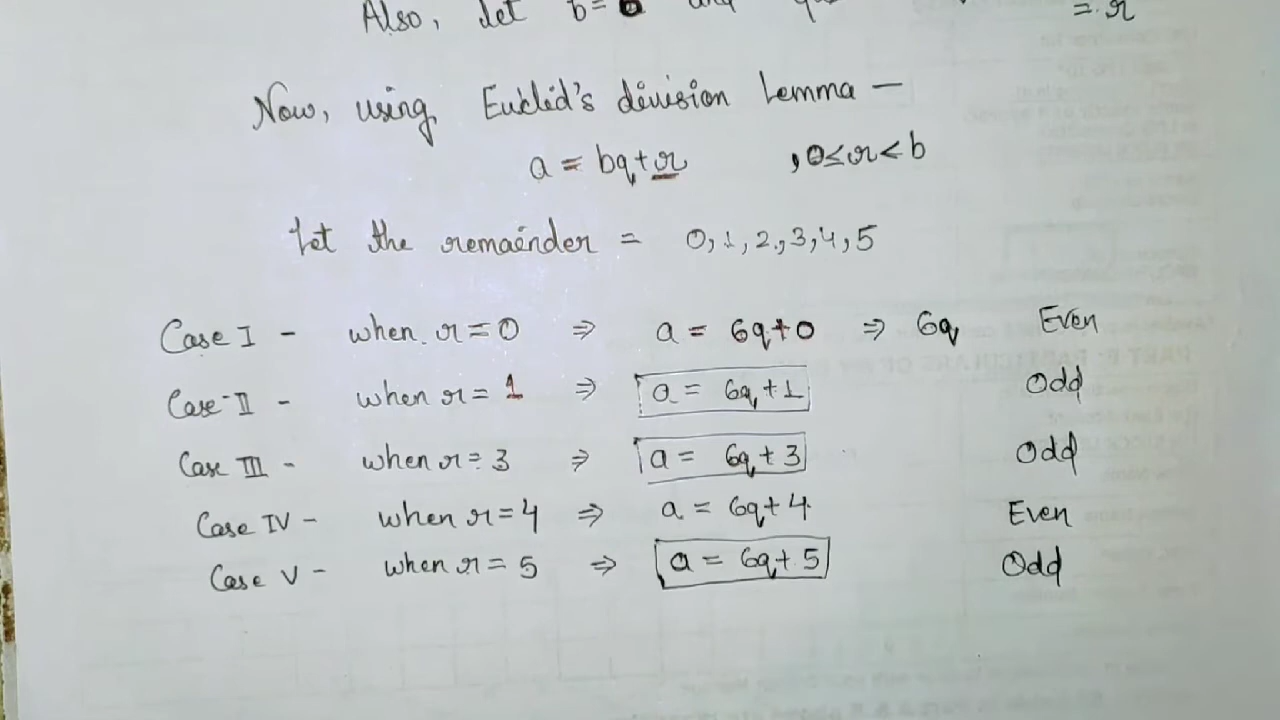 Also, let b=6 and = r
Now, using Euclid's division Lemma —
a = bq+r , 0≤r<b
Let the remainder = 0, 1, 2, 3, 4, 5
Case I - when r=0 ⇒ a = 6q+0 ⇒ 6q Even
Case II - when r= 1 ⇒ a = 6q+1 Odd
Case III - when r= 3 ⇒ a = 6q+3 Odd
Case IV - when r=4 ⇒ a = 6q+4 Even
Case V - when r= 5 ⇒ a = 6q+5 Odd